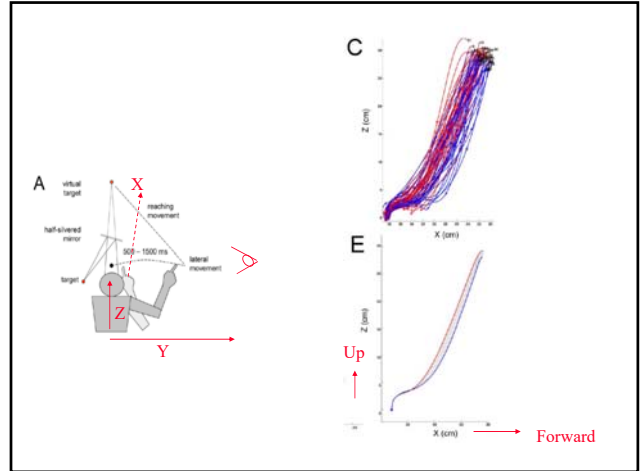 A
virtual
target
X
reaching
movement
half-silvered
mirror
500 – 1500 ms
target
lateral
movement
Z
Y
C
Z (cm)
X (cm)
E
Z (cm)
Up
X (cm)
Forward